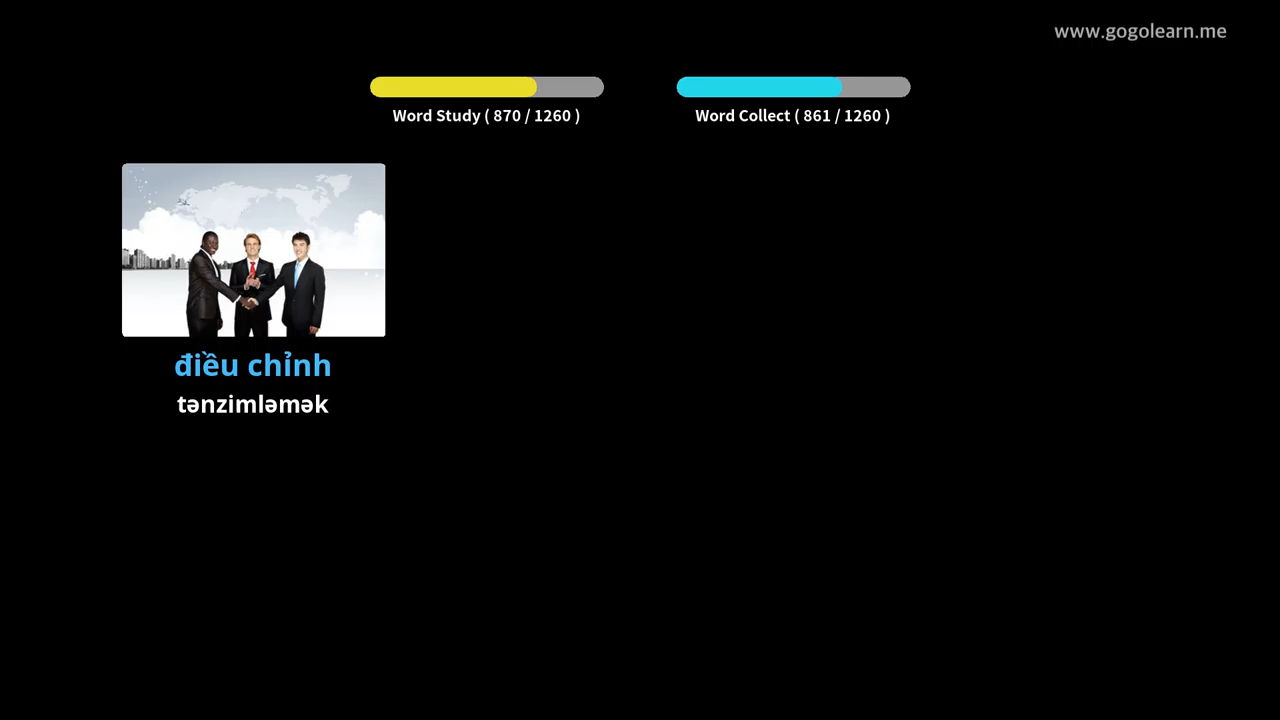 www.gogolearn.me
Word Study ( 870 / 1260 )
Word Collect ( 861 / 1260 )
điều chỉnh
tənzimləmək